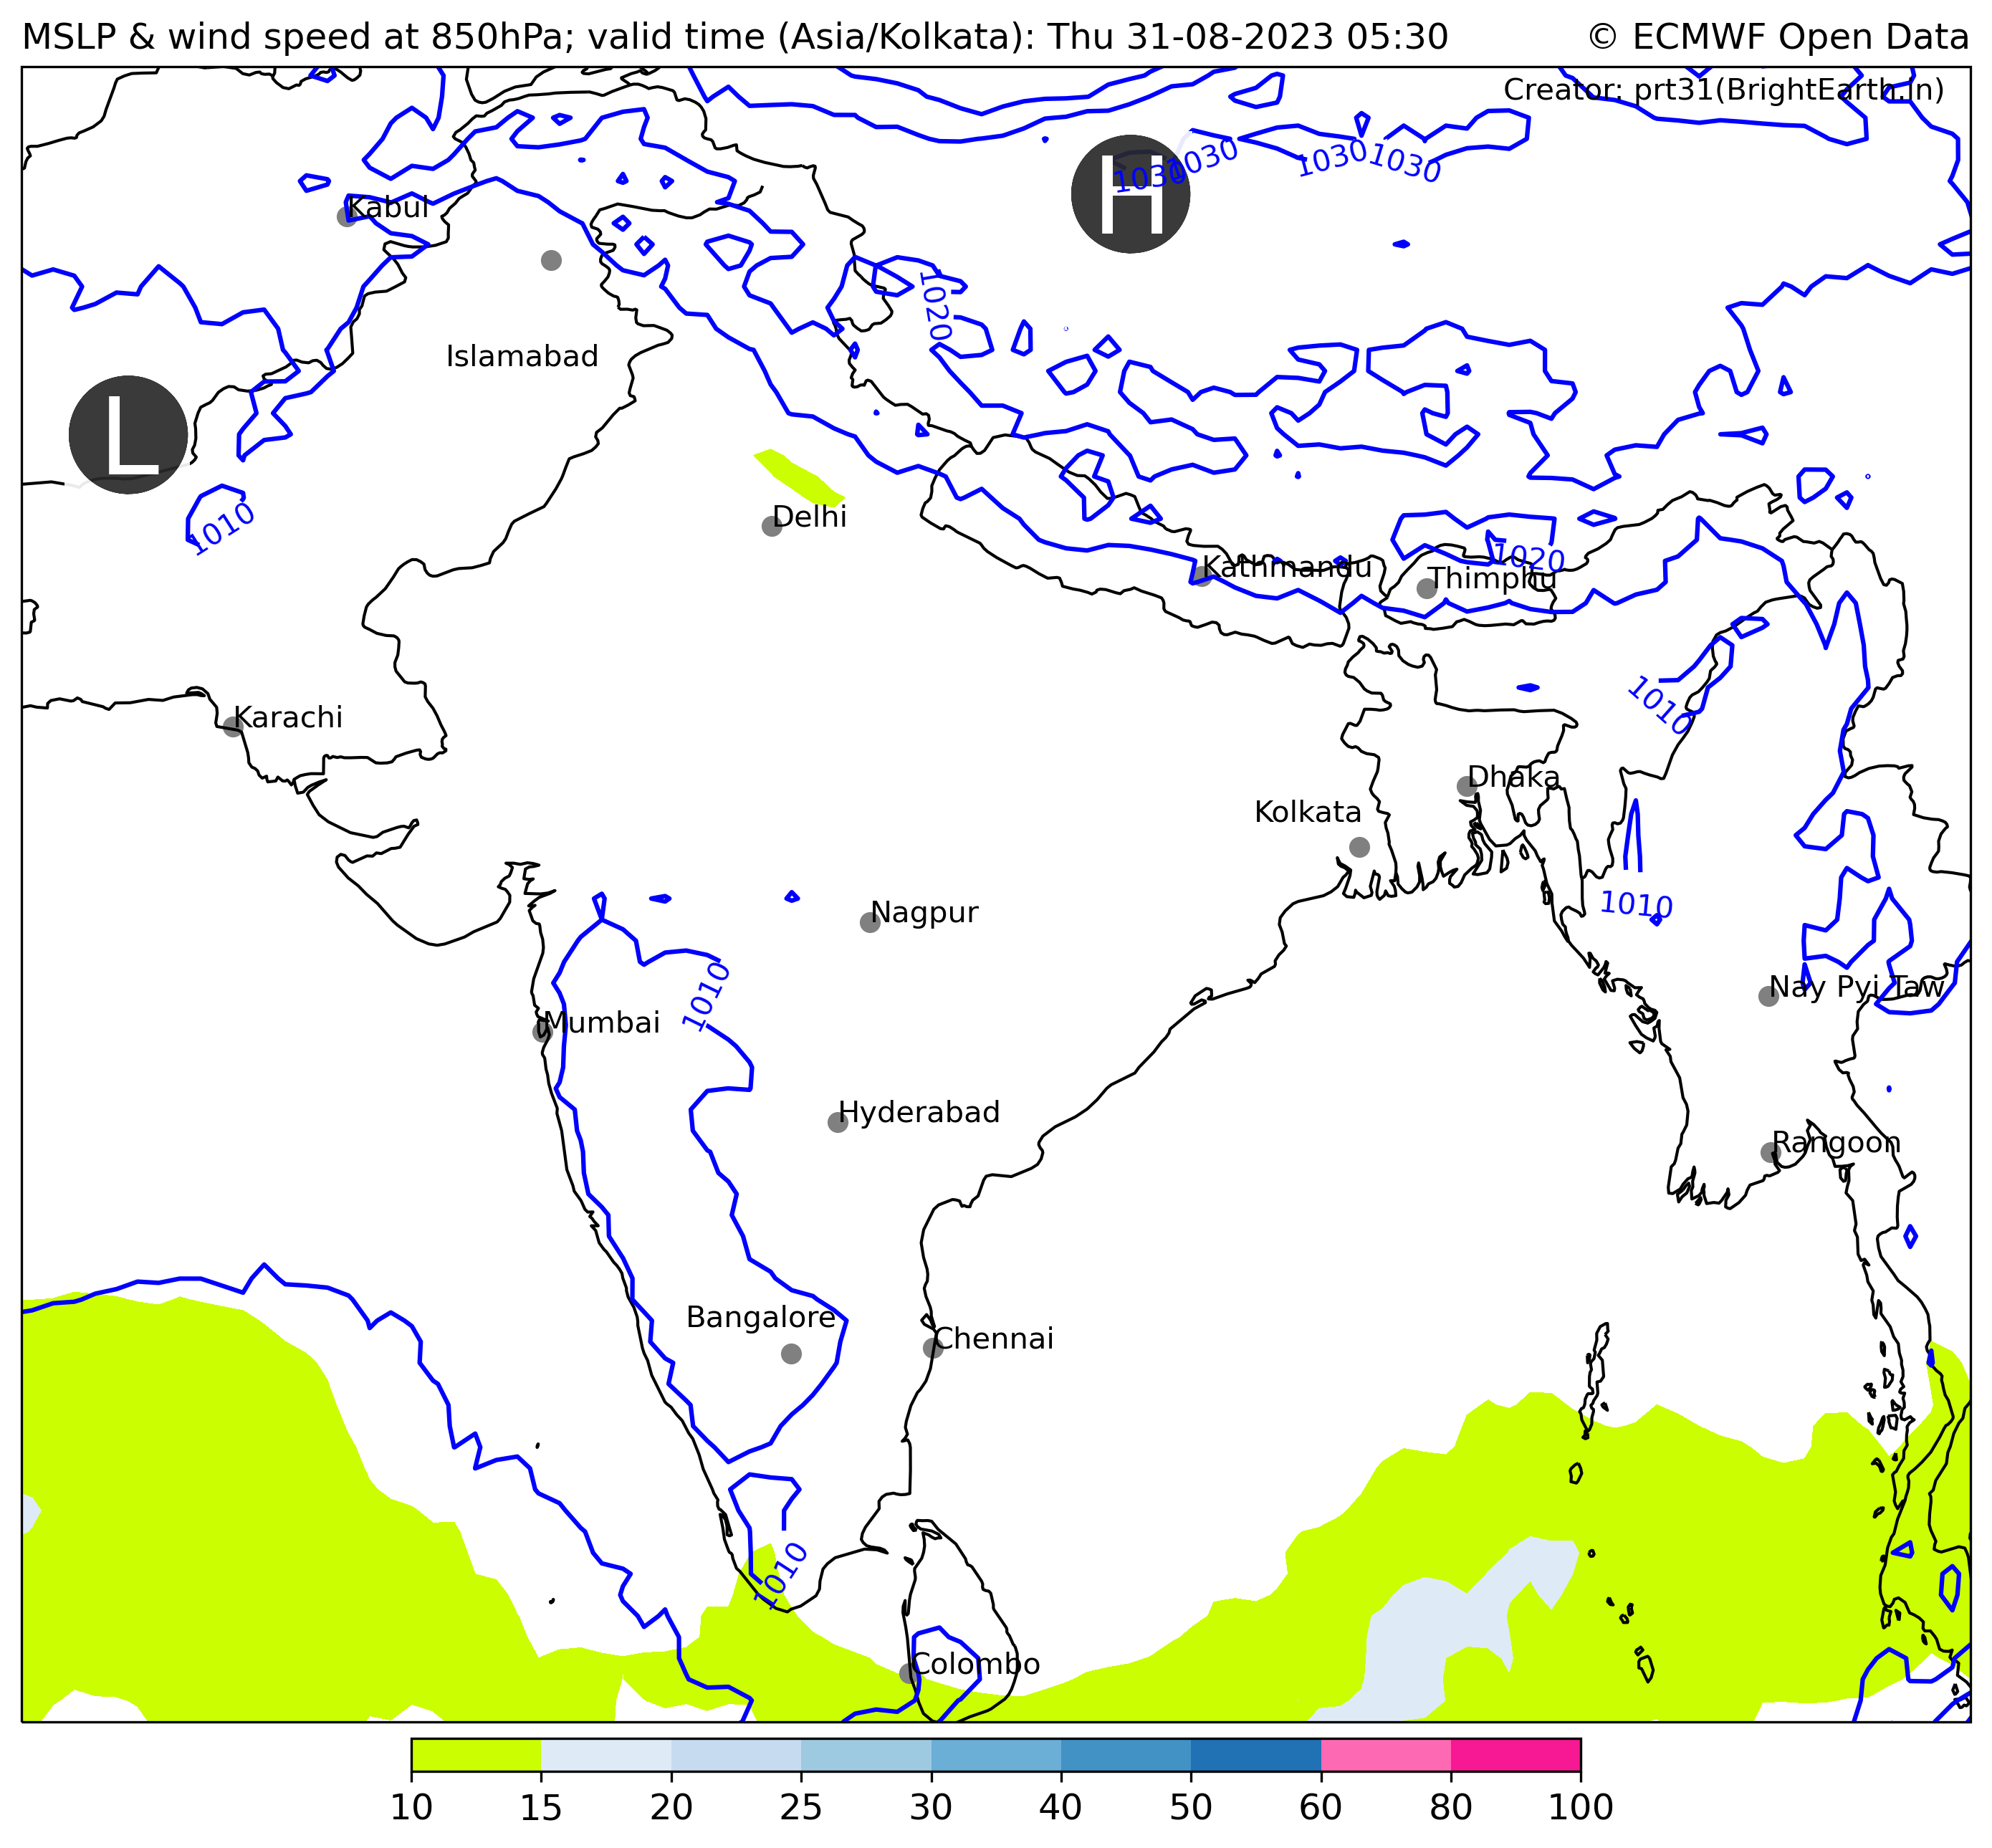 MSLP & wind speed at 850hPa; valid time (Asia/Kolkata): Thu 31-08-2023 05:30
© ECMWF Open Data
Creator: prt31(BrightEarth.in)
H
1030
1030
1030
1030
Kabul
1020
Islamabad
L
1010
Delhi
1020
Kathmandu
Thimphu
1010
Karachi
Dhaka
Kolkata
1010
Nagpur
1010
Nay Pyi Taw
Mumbai
Hyderabad
Rangoon
Bangalore
Chennai
1010
Colombo
10 15 20 25 30 40 50 60 80 100